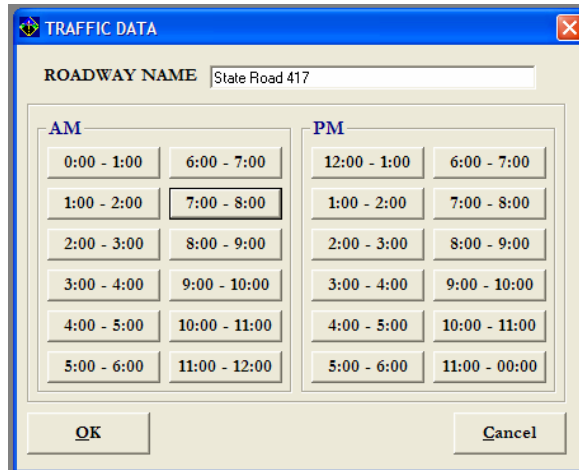 TRAFFIC DATA
ROADWAY NAME State Road 417
AM PM
0:00 - 1:00 6:00 - 7:00 12:00 - 1:00 6:00 - 7:00
1:00 - 2:00 7:00 - 8:00 1:00 - 2:00 7:00 - 8:00
2:00 - 3:00 8:00 - 9:00 2:00 - 3:00 8:00 - 9:00
3:00 - 4:00 9:00 - 10:00 3:00 - 4:00 9:00 - 10:00
4:00 - 5:00 10:00 - 11:00 4:00 - 5:00 10:00 - 11:00
5:00 - 6:00 11:00 - 12:00 5:00 - 6:00 11:00 - 00:00
OK Cancel